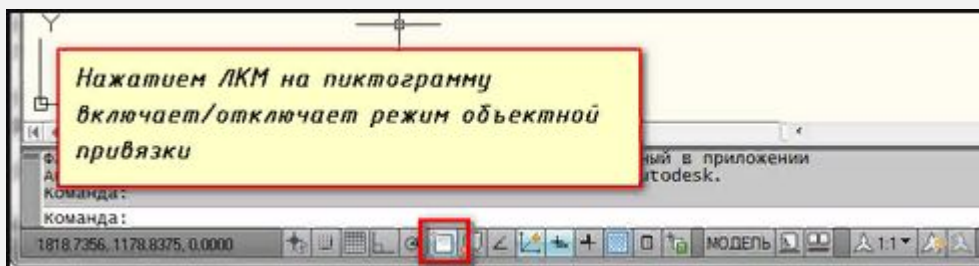 Y
Нажатием ЛКМ на пиктограмму
включает/отключает режим объектной
привязки
ный в приложении
utodesk.
Команда:
Команда:
1818.7356, 1178.8375, 0.0000 МОДЕЛЬ 1:1